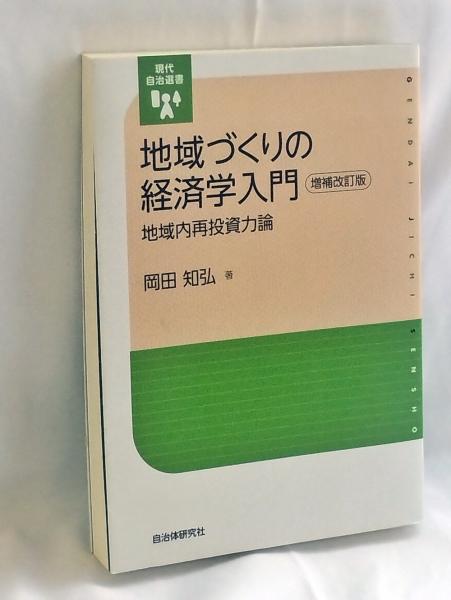 現代
自治選書
地域づくりの
経済学入門 増補改訂版
地域内再投資力論
岡田 知弘 著
GENDAI JICHI SENSHO
自治体研究社